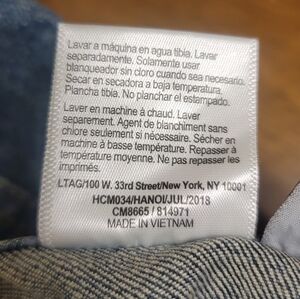 Lavar a máquina en agua tibia. Lavar
separadamente. Solamente usar
blanqueador sin cloro cuando sea necesario.
Secar en secadora a baja temperatura.
Plancha tibia. No planchar el estampado.
Laver en machine à chaud. Laver
separement. Agent de blanchiment sans
chlore seulement si nécessaire. Sécher en
machine à basse température. Repasser à
température moyenne. Ne pas repasser les
imprimés.
LTAG/100 W. 33rd Street/New York, NY 10001
HCM034/HANOI/JUL/2018
CM8665 / 814971
MADE IN VIETNAM